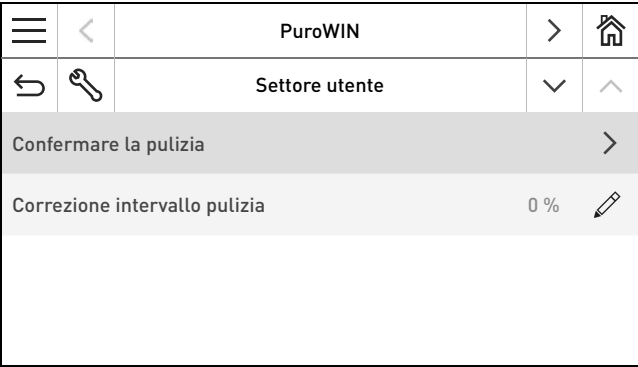 PuroWIN
Settore utente
Confermare la pulizia
Correzione intervallo pulizia 0 %